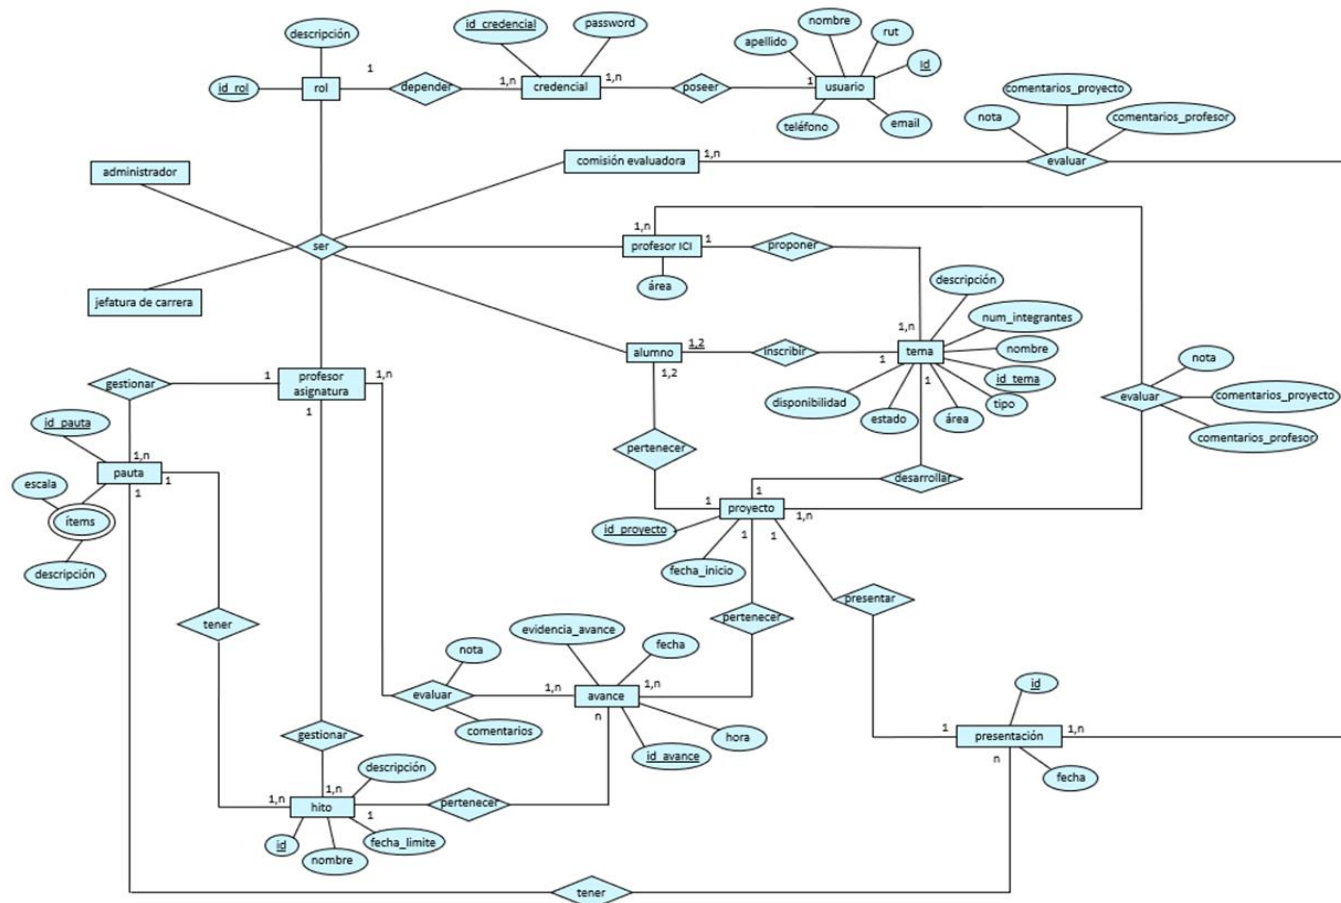 descripción
id_credencial
password
nombre
apellido
rut
id_rol
rol
1
depender
1,n
credencial
1,n
poseer
1
usuario
Id
teléfono
email
comentarios_proyecto
nota
comentarios_profesor
administrador
comisión evaluadora
1,n
evaluar
ser
1,n
profesor ICI
1
proponer
área
descripción
jefatura de carrera
num_integrantes
1,n
alumno
1,2
inscribir
1
tema
nombre
id_tema
1,2
1
disponibilidad
estado
área
tipo
nota
evaluar
comentarios_proyecto
comentarios_profesor
gestionar
1
profesor
asignatura
1,n
1
id_pauta
1,n
pauta
1
1
escala
ítems
descripción
pertenecer
desarrollar
1
1
proyecto
1,n
id_proyecto
1
1
fecha_inicio
tener
presentar
pertenecer
evidencia_avance
fecha
nota
evaluar
1,n
avance
1,n
n
comentarios
hora
id_avance
gestionar
id
1
presentación
1,n
n
fecha
descripción
1,n
1,n
hito
1
pertenecer
id
nombre
fecha_limite
tener